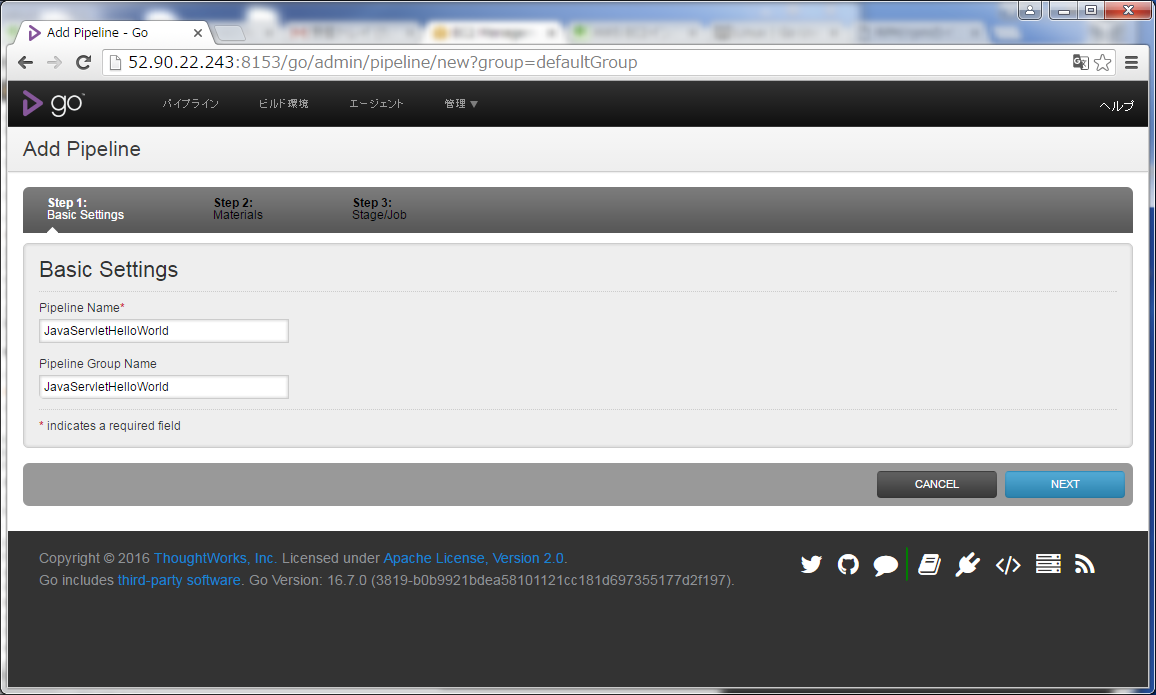 Add Pipeline - Go
52.90.22.243:8153/go/admin/pipeline/new?group=defaultGroup
go
パイプライン ビルド環境 エージェント 管理 ▼ ヘルプ
Add Pipeline
Step 1: Step 2: Step 3:
Basic Settings Materials Stage/Job
Basic Settings
Pipeline Name*
JavaServletHelloWorld
Pipeline Group Name
JavaServletHelloWorld
* indicates a required field
CANCEL NEXT
Copyright © 2016 ThoughtWorks, Inc. Licensed under Apache License, Version 2.0.
Go includes third-party software. Go Version: 16.7.0 (3819-b0b9921bdea58101121cc181d697355177d2f197).